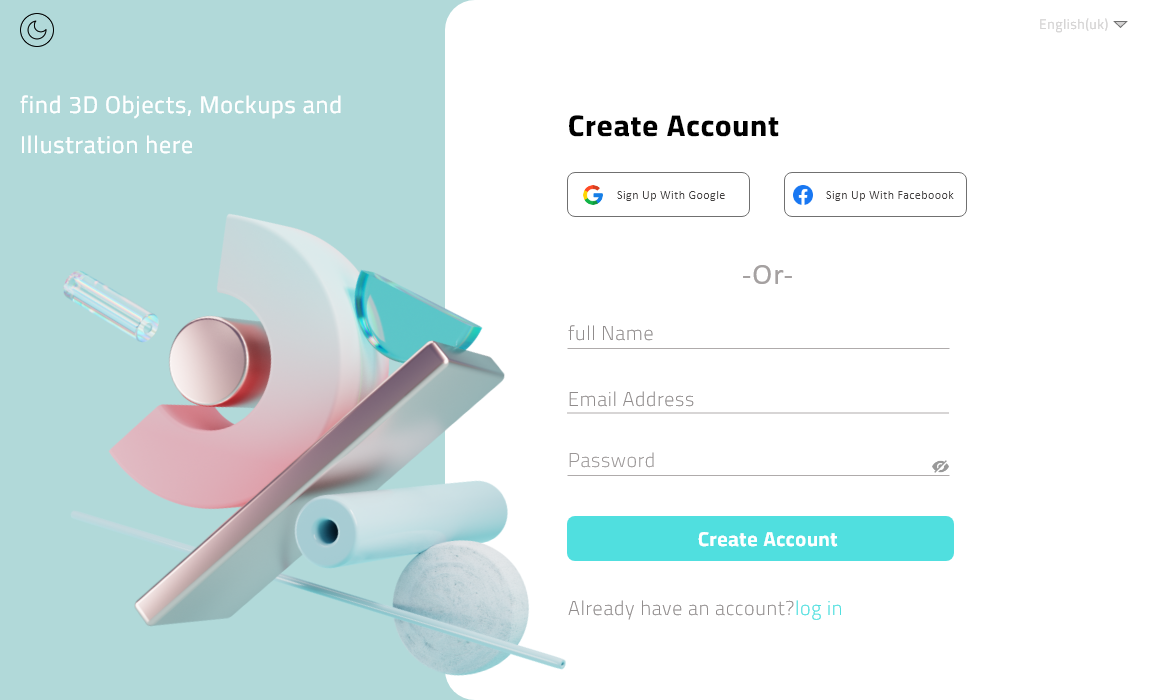 English(uk)
find 3D Objects, Mockups and
Illustration here
Create Account
Sign Up With Google
Sign Up With Faceboook
-Or-
full Name
Email Address
Password
Create Account
Already have an account?log in